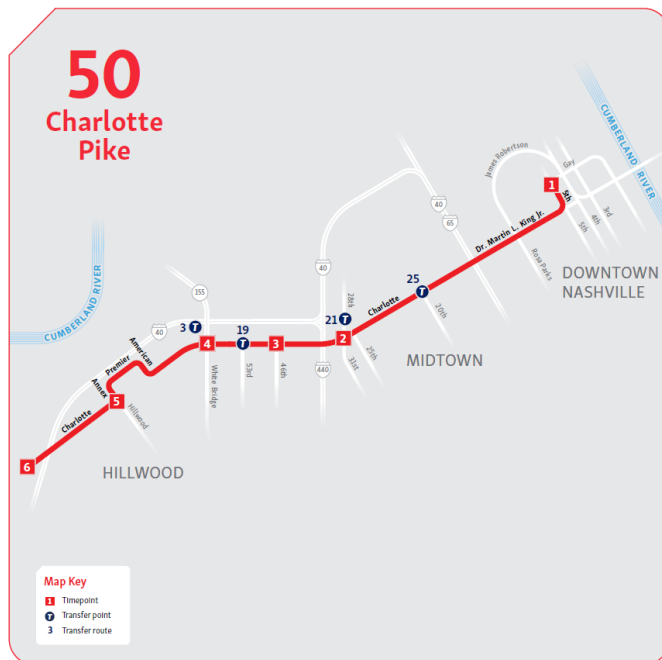 50
Charlotte
Pike
CUMBERLAND RIVER
James Robertson
Gay
1
5th
3rd
4th
5th
40
65
Dr. Martin L. King Jr.
Rosa Parks
DOWNTOWN
NASHVILLE
CUMBERLAND RIVER
40
155
40
28th
25
T
Charlotte
20th
3 T
19
T
21 T
2
3
4
25th
31st
MIDTOWN
440
46th
53rd
White Bridge
American
Premier
Annex
5
Hillwood
Charlotte
6
HILLWOOD
Map Key
1 Timepoint
T Transfer point
3 Transfer route